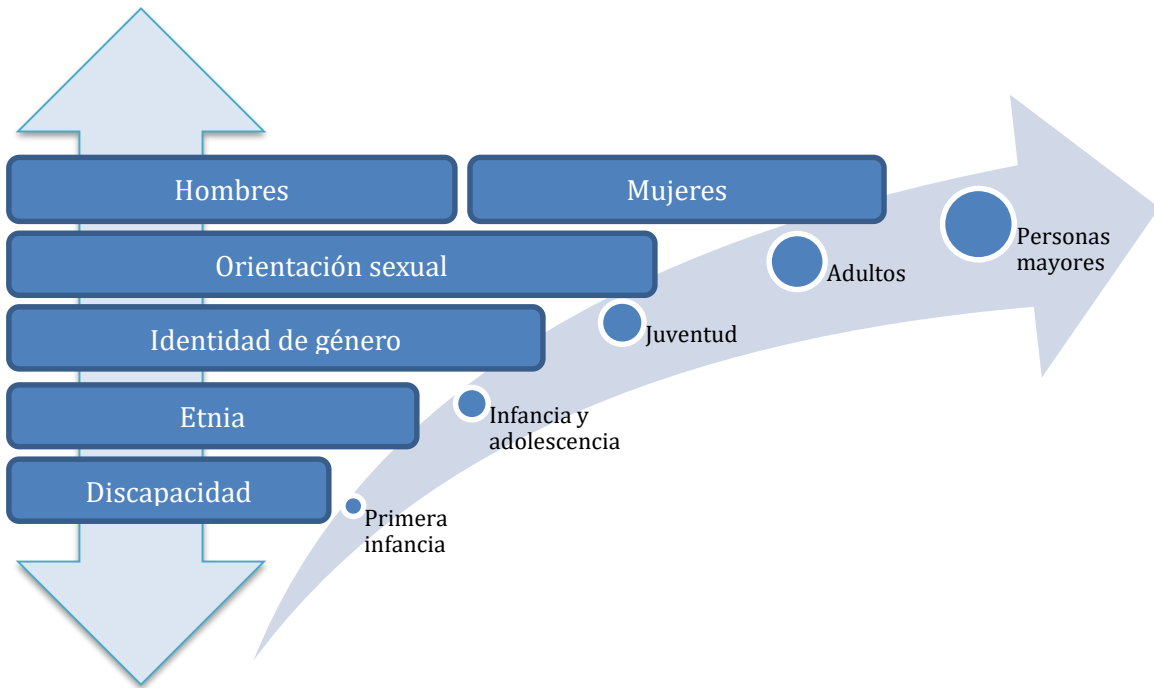 Hombres
Mujeres
Orientación sexual
Personas
mayores
Adultos
Identidad de género
Juventud
Etnia
Infancia y
adolescencia
Discapacidad
Primera
infancia